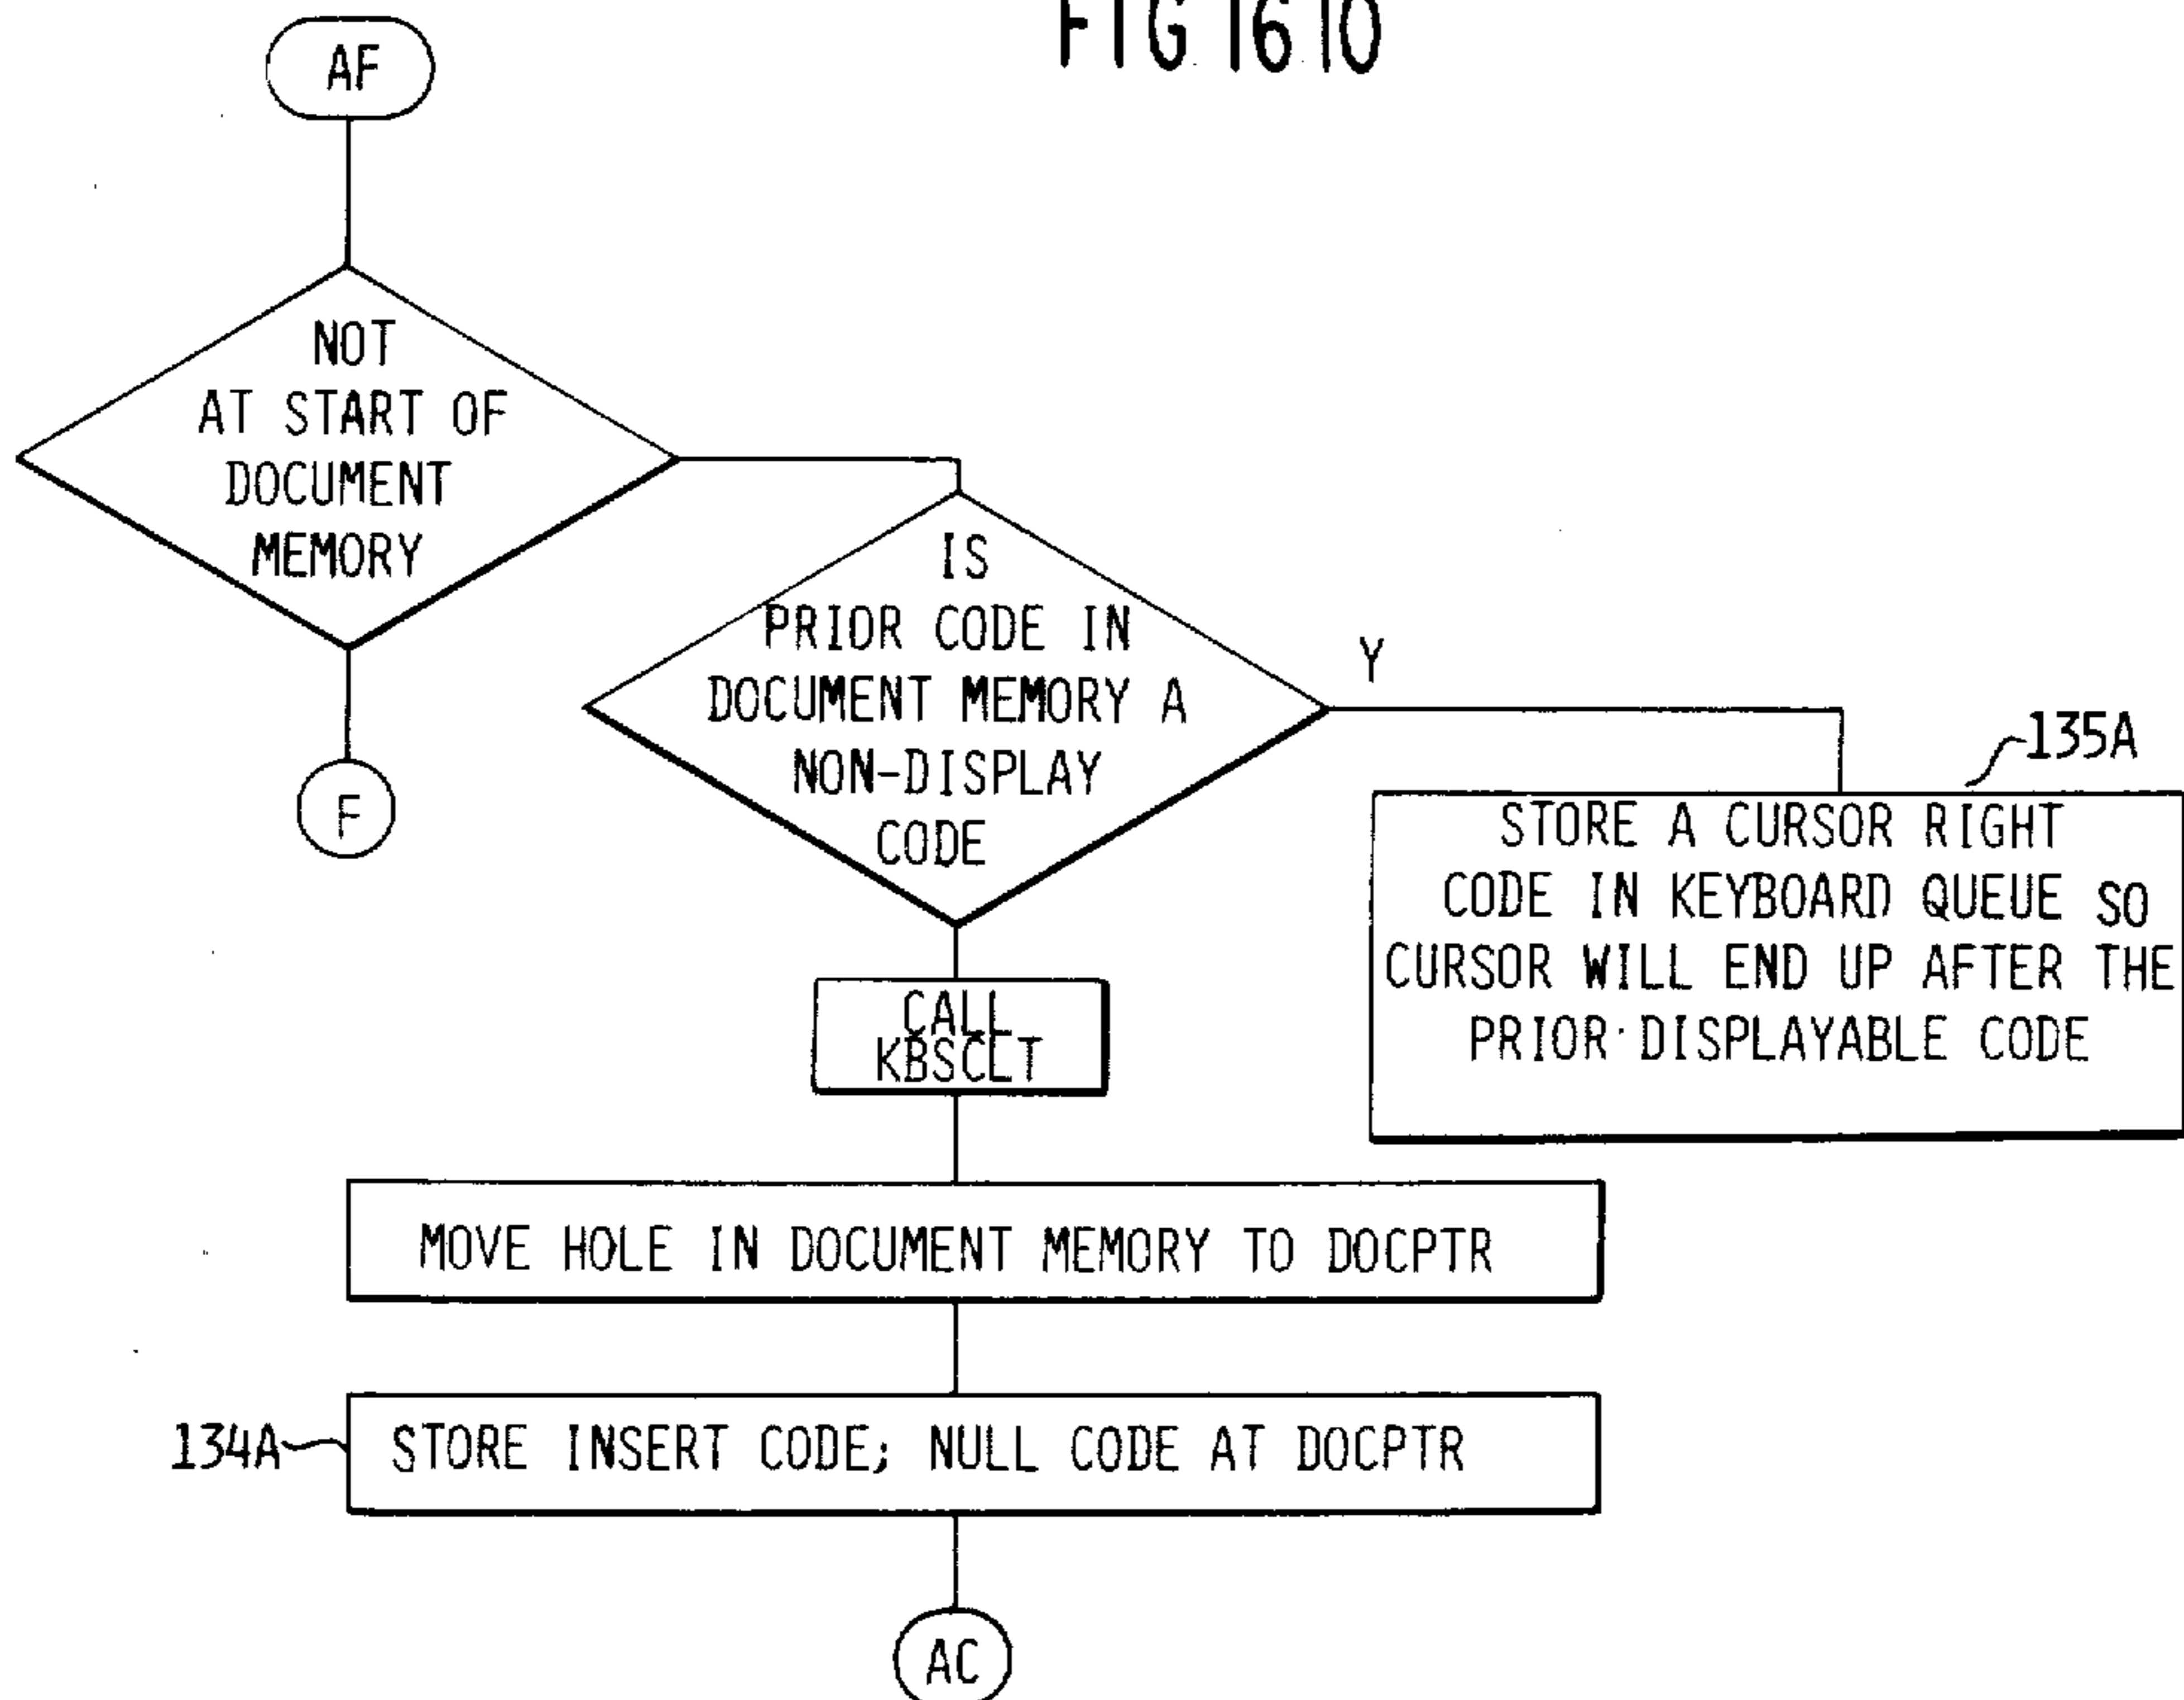 FIG 16 10
AF
NOT
AT START OF
DOCUMENT
MEMORY
F
IS
PRIOR CODE IN
DOCUMENT MEMORY A
NON-DISPLAY
CODE
Y
135A
STORE A CURSOR RIGHT
CODE IN KEYBOARD QUEUE SO
CURSOR WILL END UP AFTER THE
PRIOR DISPLAYABLE CODE
CALL
KBSCLT
MOVE HOLE IN DOCUMENT MEMORY TO DOCPTR
134A
STORE INSERT CODE; NULL CODE AT DOCPTR
AC